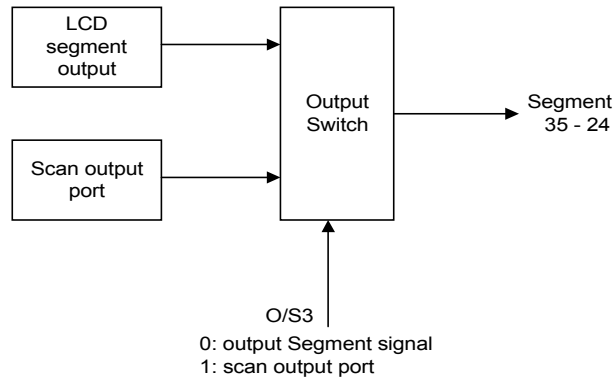 LCD
segment
output
Scan output
port
Output
Switch
Segment
35 - 24
O/S3
0: output Segment signal
1: scan output port